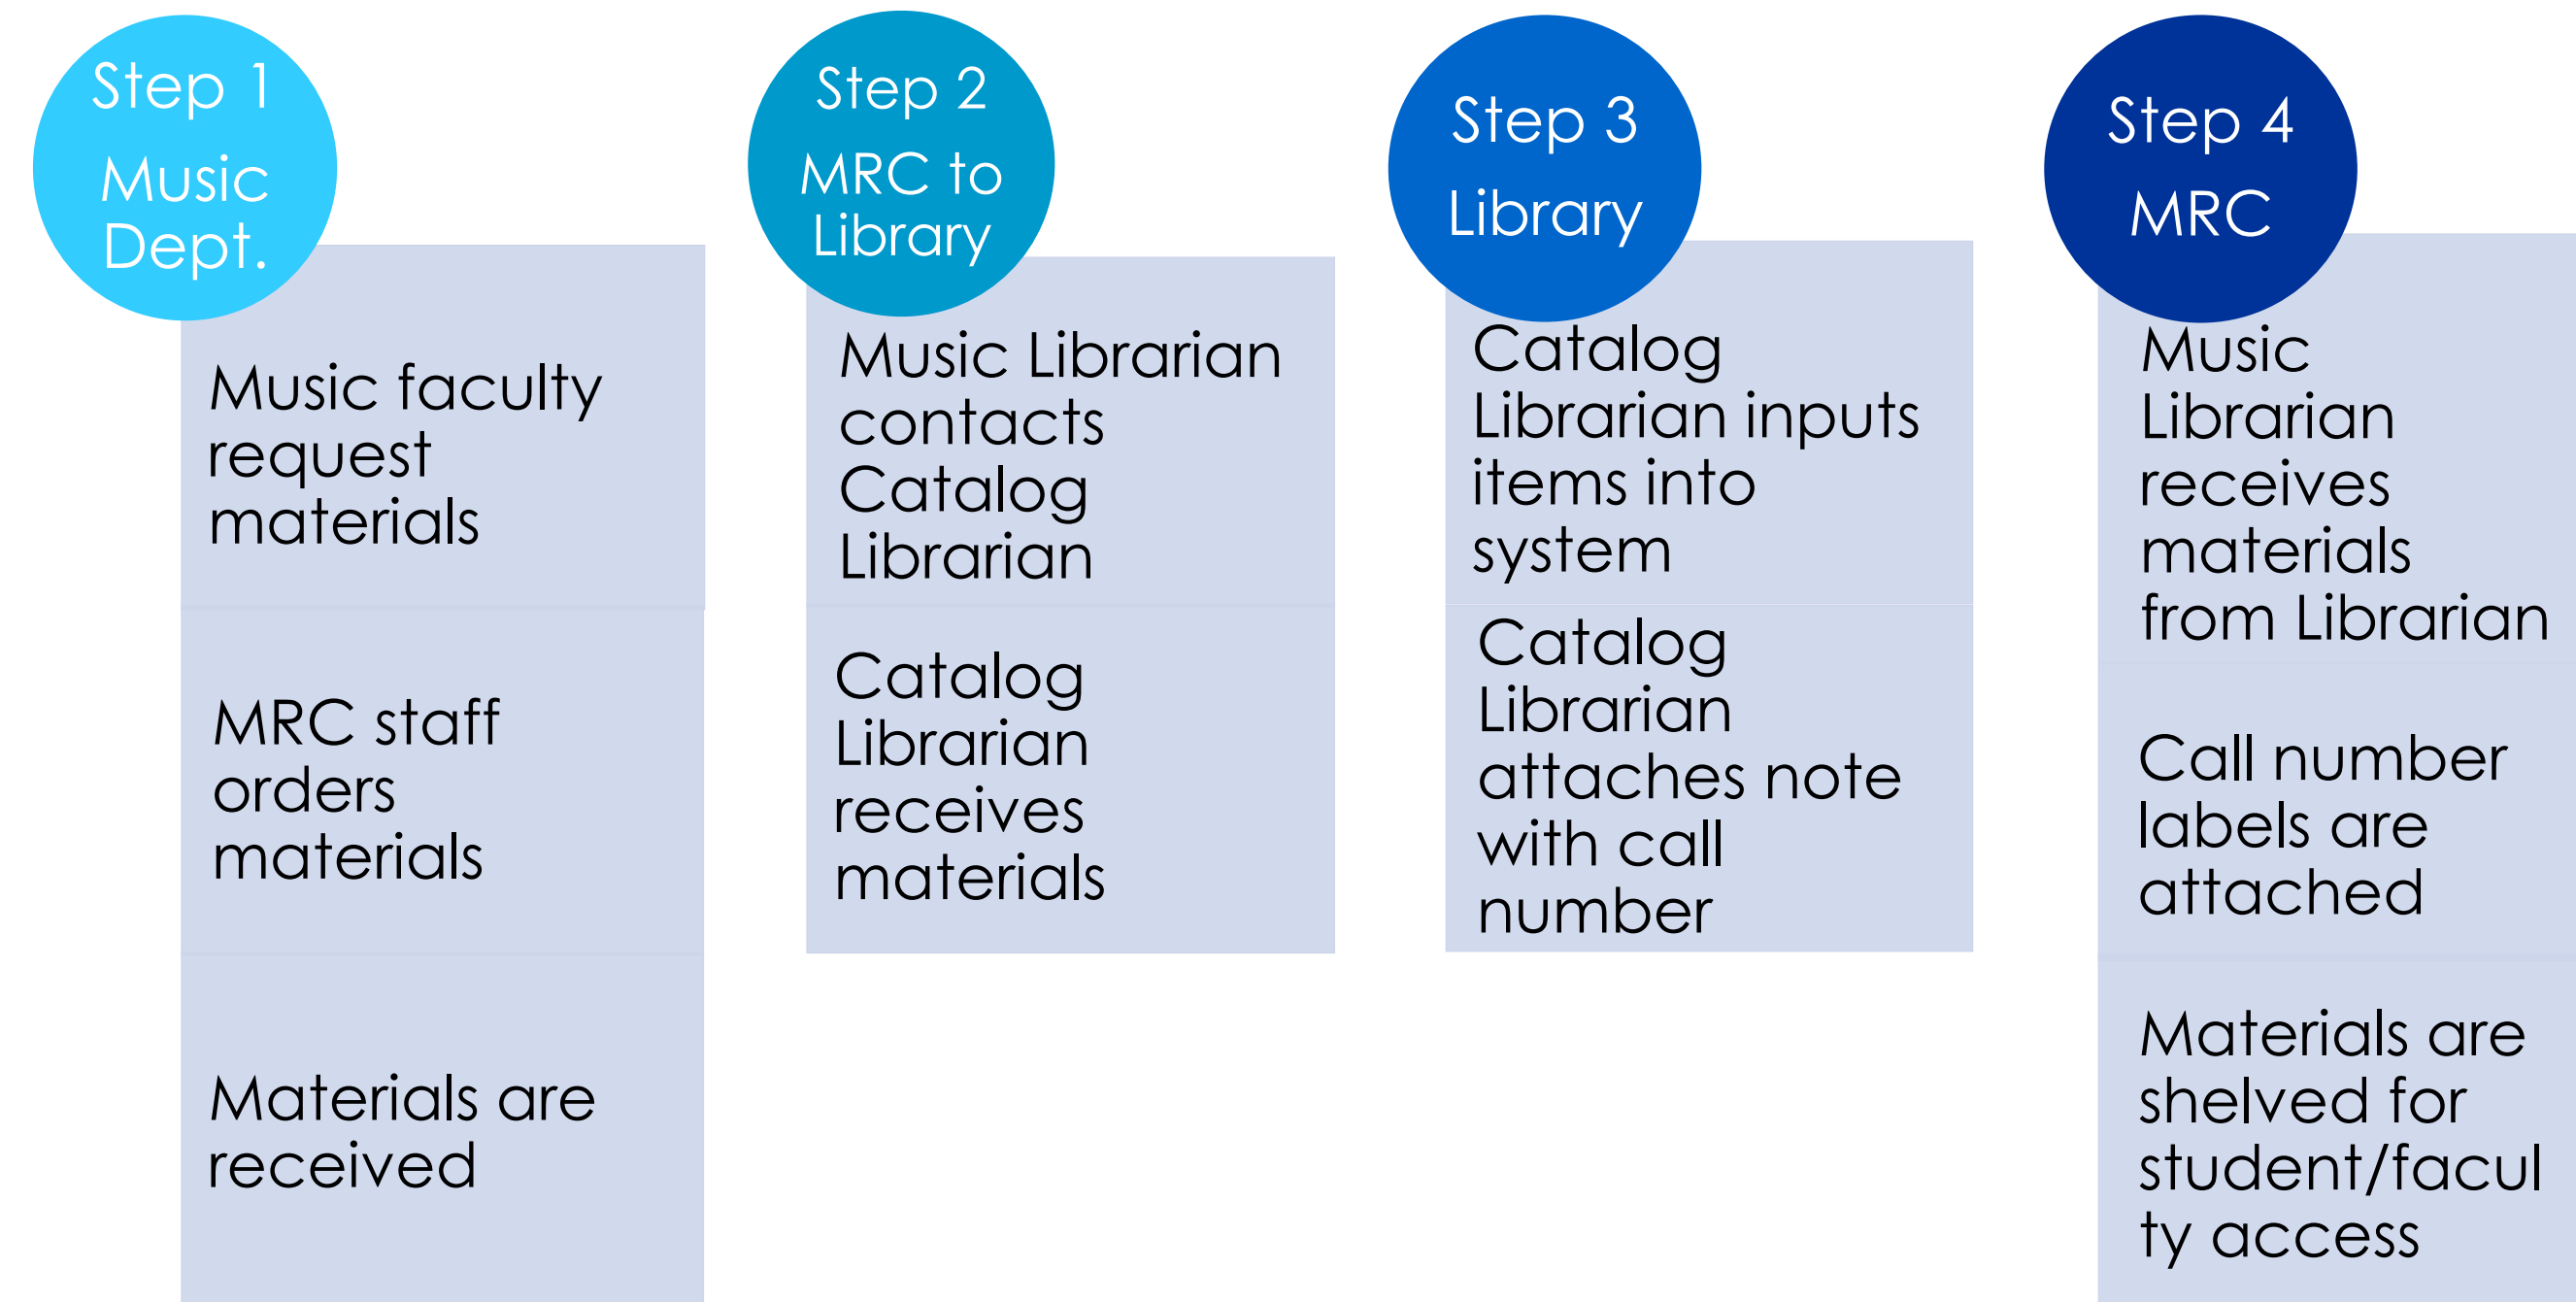 Step 1
Music
Dept.
Music faculty
request
materials
MRC staff
orders
materials
Materials are
received
Step 2
MRC to
Library
Music Librarian
contacts
Catalog
Librarian
Catalog
Librarian
receives
materials
Step 3
Library
Catalog
Librarian inputs
items into
system
Catalog
Librarian
attaches note
with call
number
Step 4
MRC
Music
Librarian
receives
materials
from Librarian
Call number
labels are
attached
Materials are
shelved for
student/facul
ty access